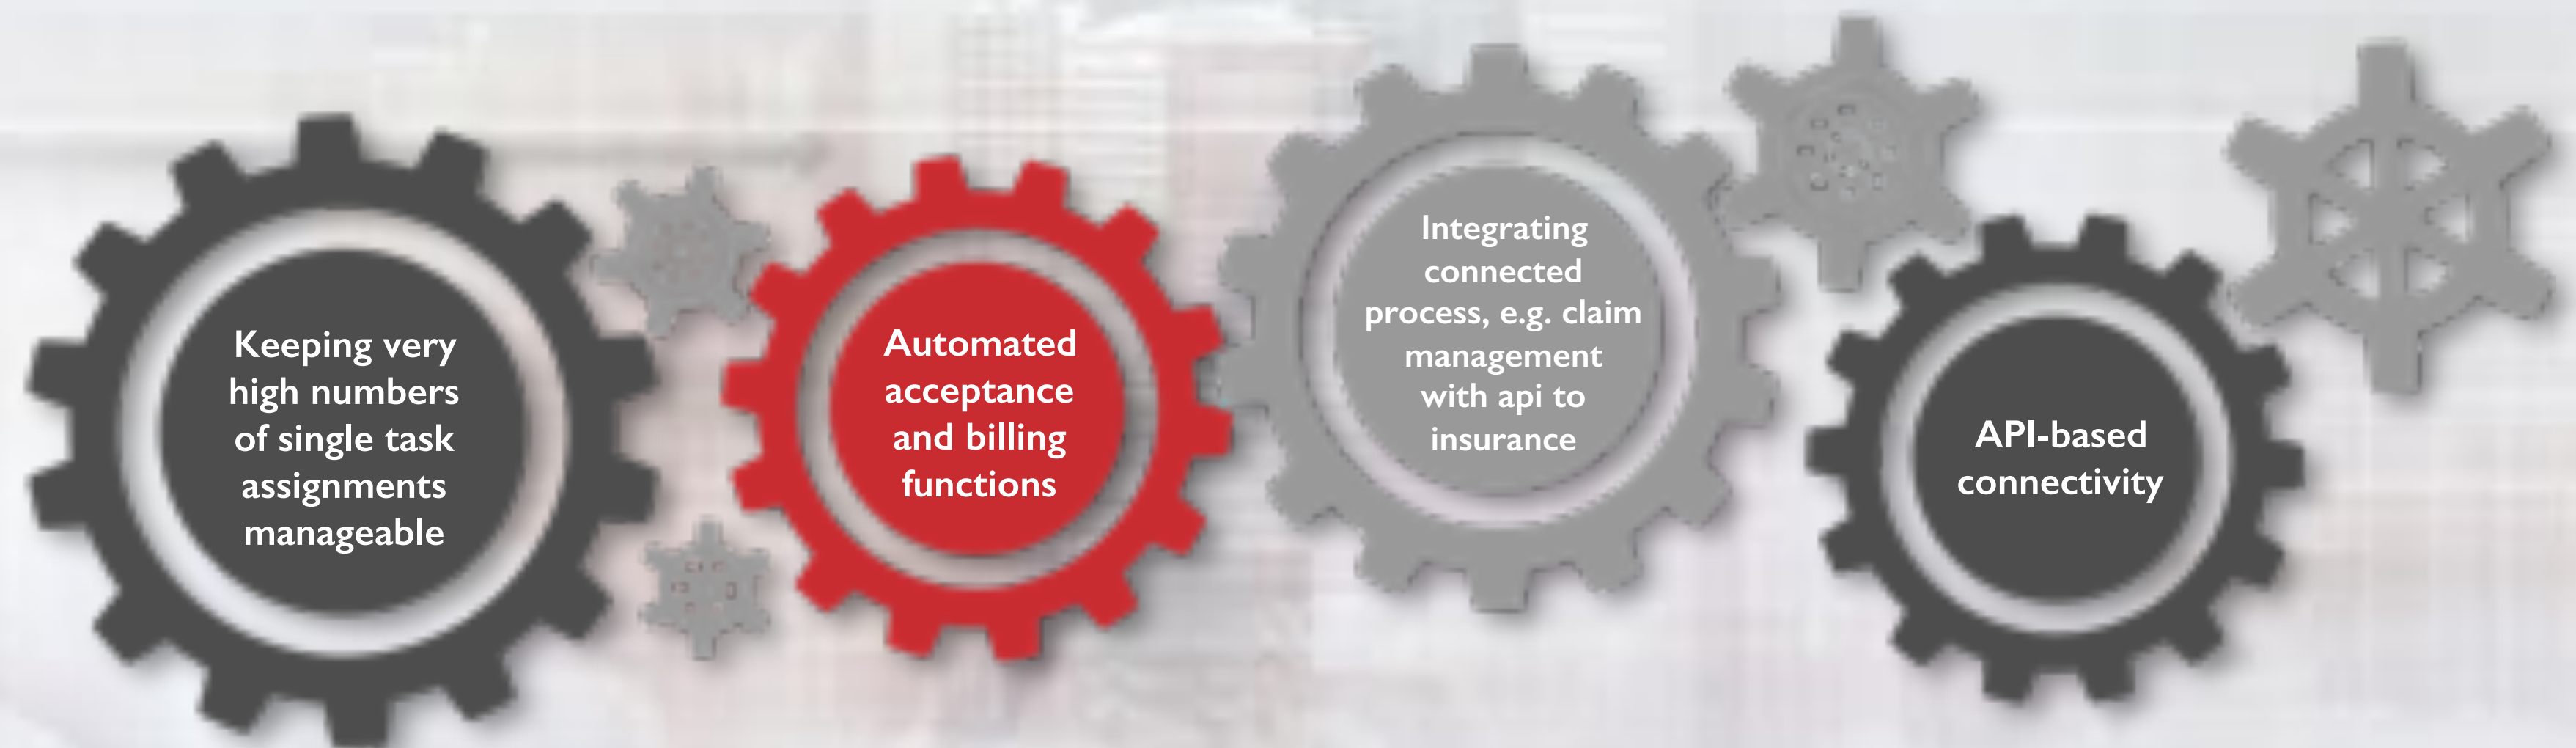 Keeping very
high numbers
of single task
assignments
manageable
Automated
acceptance
and billing
functions
Integrating
connected
process, e.g. claim
management
with api to
insurance
API-based
connectivity